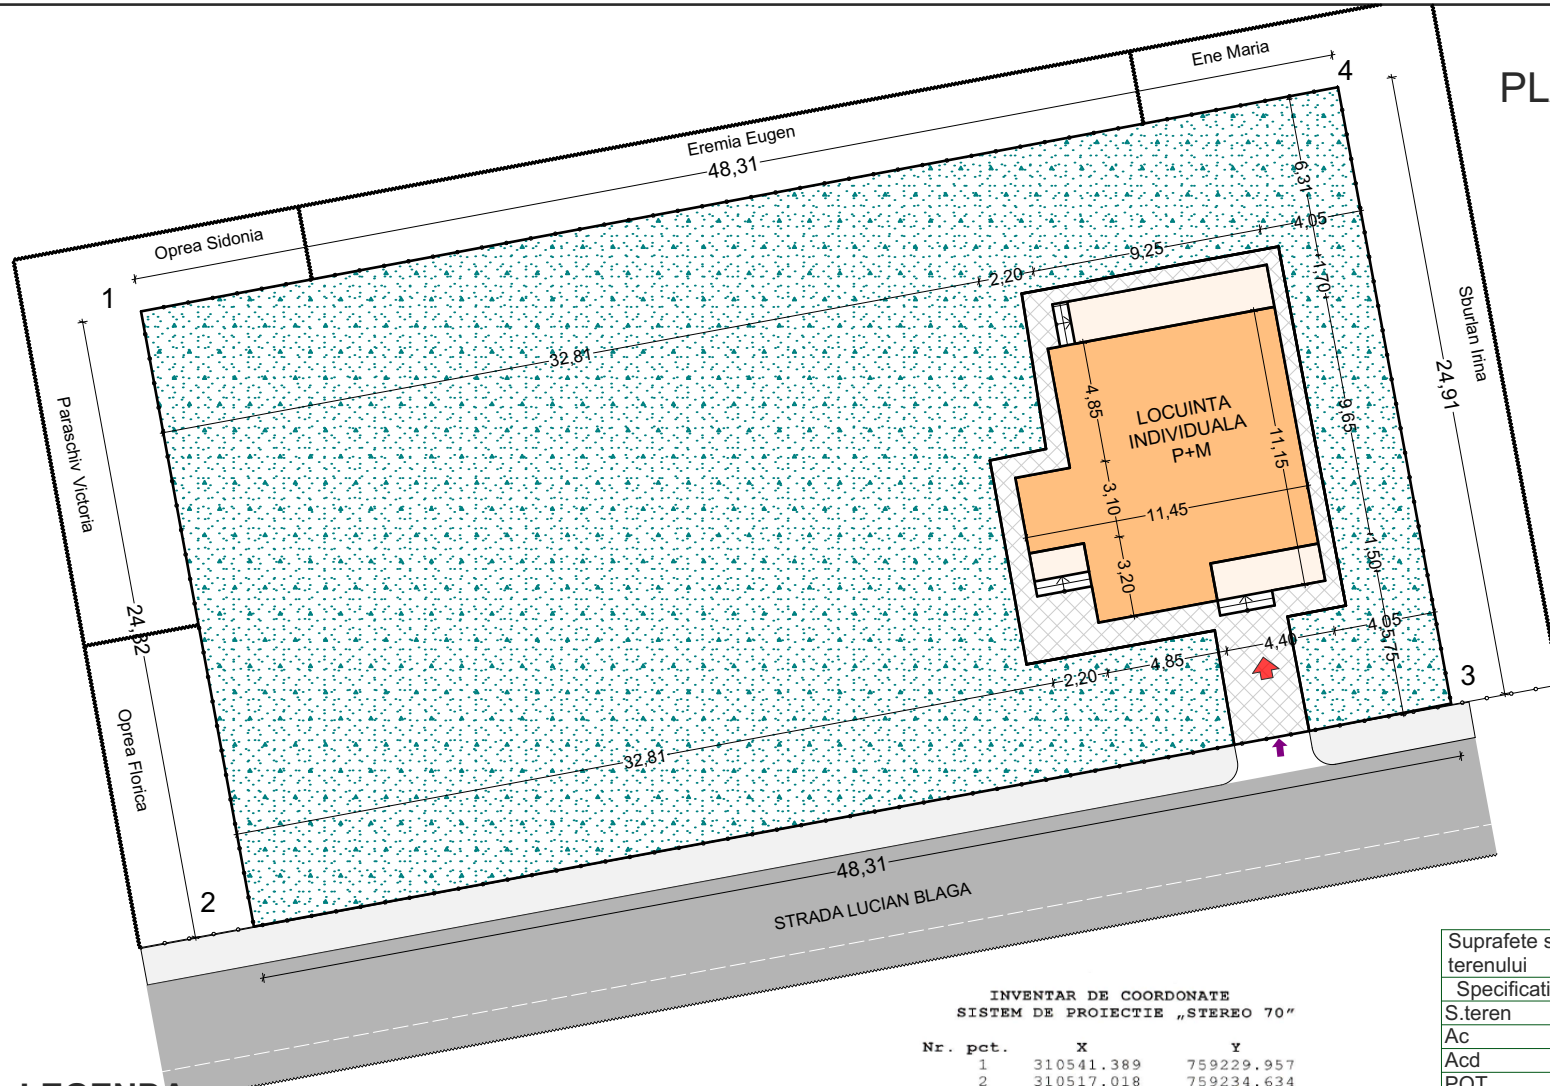 PL
Ene Maria
4
Eremia Eugen
48,31
Oprea Sidonia
1
6,31
4,05
9,25
2,20
1,70
32,81
Sburlan Irina
24,91
Paraschiv Victoria
4,85
LOCUINTA
INDIVIDUALA
P+M
9,65
11,15
3,10
11,45
3,20
1,50
24,82
4,05
5,75
4,40
4,85
2,20
3
Oprea Florica
32,81
2
48,31
STRADA LUCIAN BLAGA
INVENTAR DE COORDONATE
SISTEM DE PROIECTIE „STEREO 70”
Nr. pct. X Y
1 310541.389 759229.957
2 310517.018 759234.634
Suprafete s
terenului
Specificati
S.teren
Ac
Acd
POT
LEGENDA